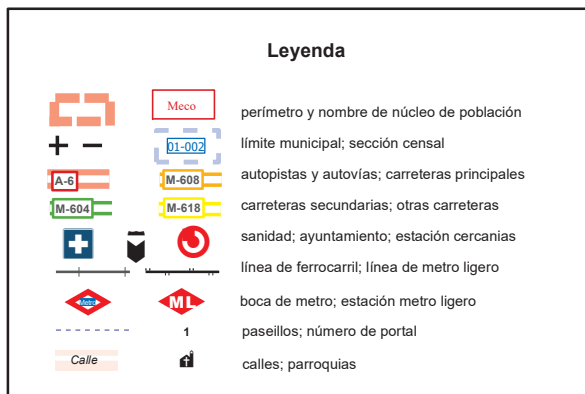 Leyenda
Meco perímetro y nombre de núcleo de población
01-002 límite municipal; sección censal
A-6 M-608 autopistas y autovías; carreteras principales
M-604 M-618 carreteras secundarias; otras carreteras
sanidad; ayuntamiento; estación cercanias
línea de ferrocarril; línea de metro ligero
Metro ML boca de metro; estación metro ligero
1 paseillos; número de portal
Calle calles; parroquias